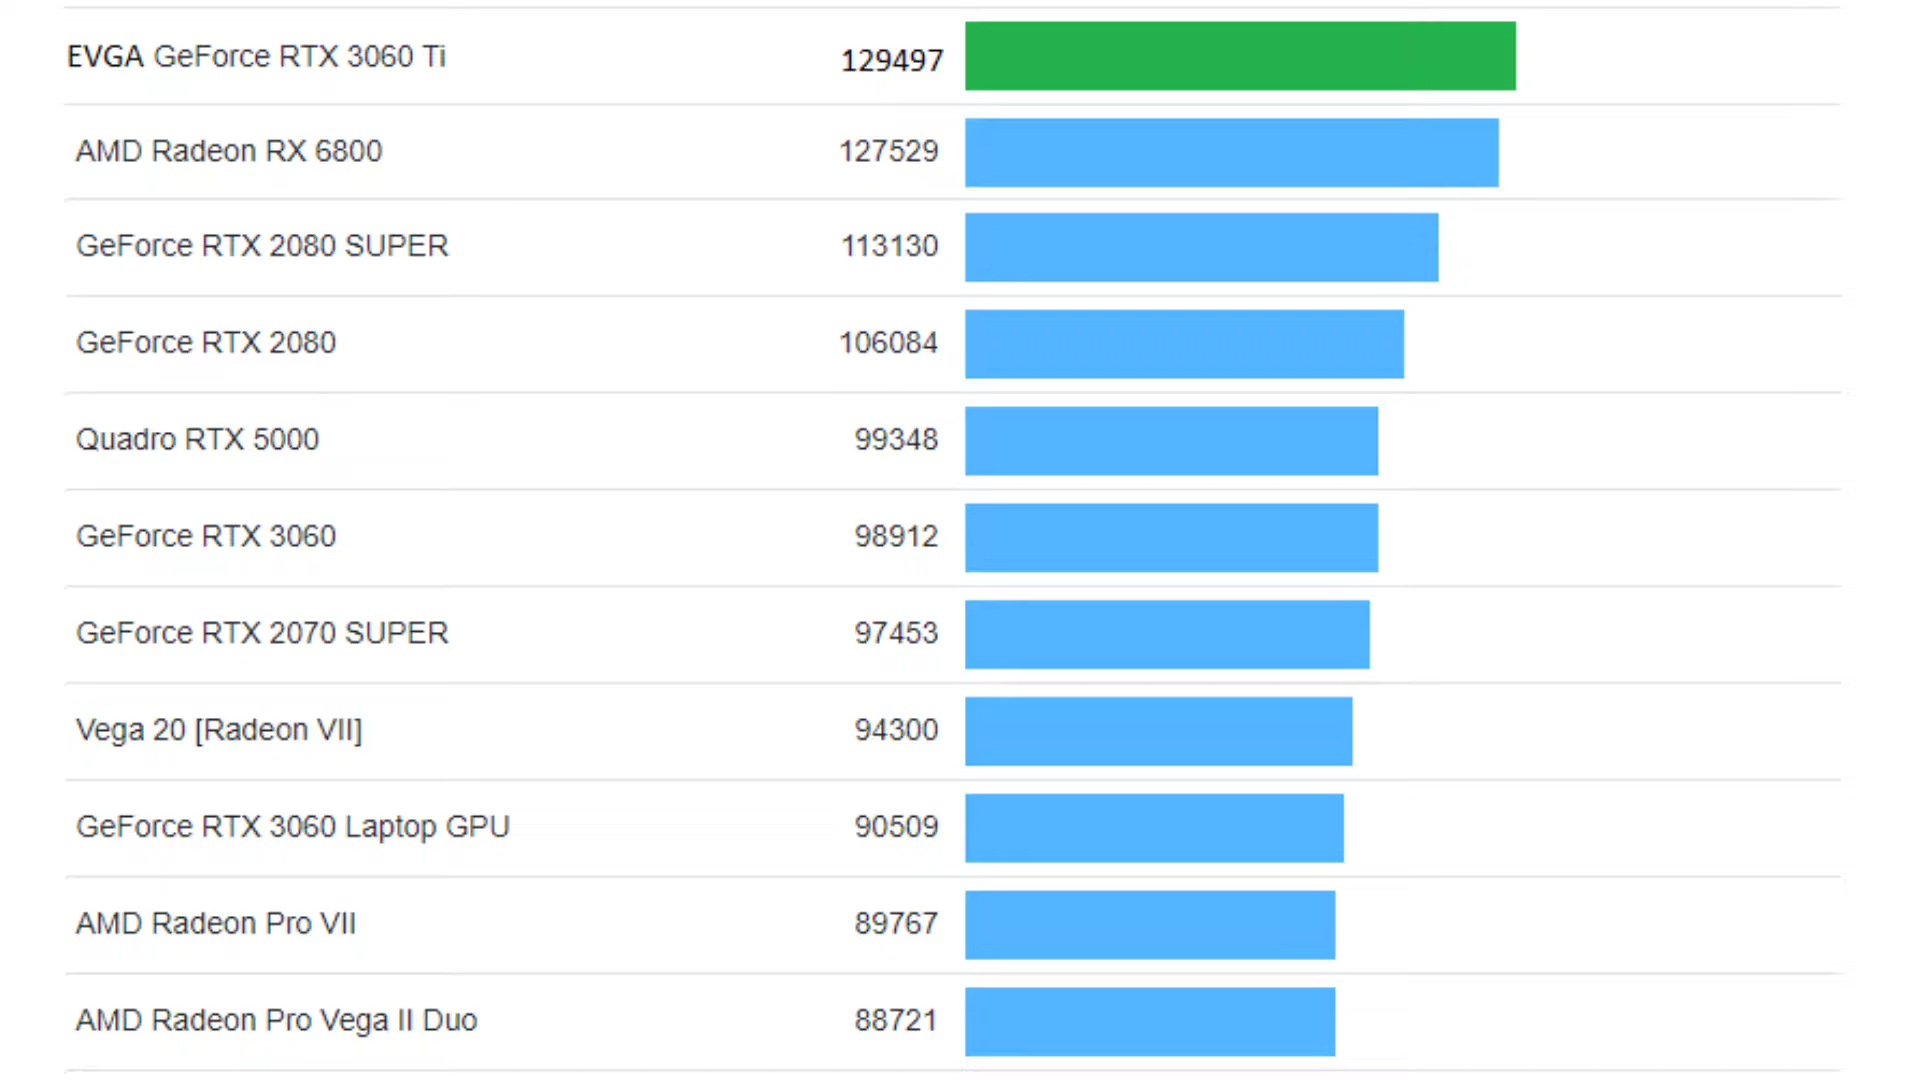 EVGA GeForce RTX 3060 Ti 129497
AMD Radeon RX 6800 127529
GeForce RTX 2080 SUPER 113130
GeForce RTX 2080 106084
Quadro RTX 5000 99348
GeForce RTX 3060 98912
GeForce RTX 2070 SUPER 97453
Vega 20 [Radeon VII] 94300
GeForce RTX 3060 Laptop GPU 90509
AMD Radeon Pro VII 89767
AMD Radeon Pro Vega II Duo 88721